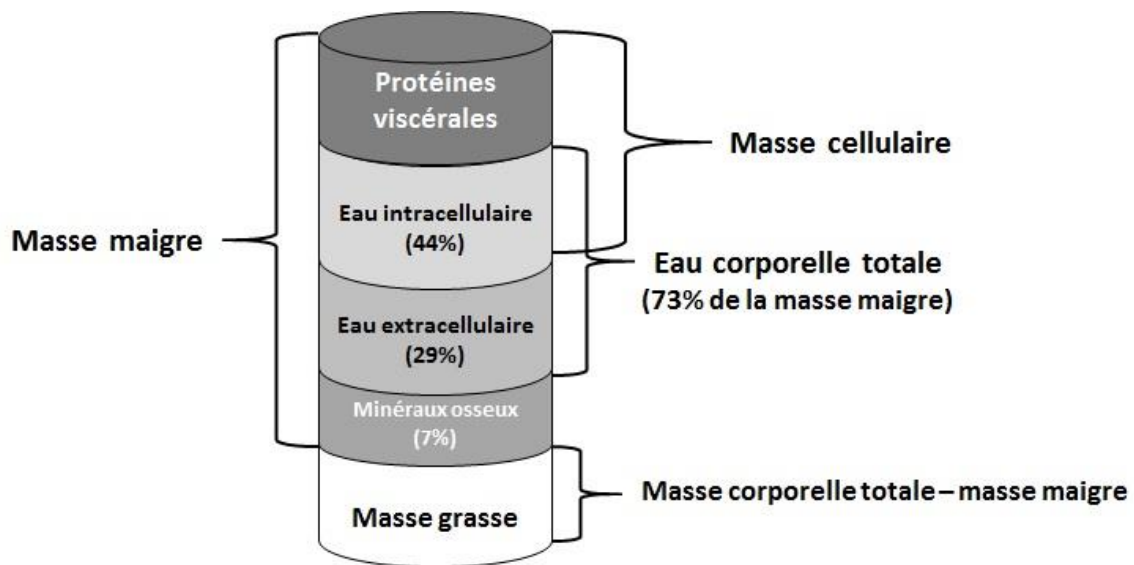 Protéines
viscérales
Masse cellulaire
Eau intracellulaire
(44%)
Masse maigre
Eau corporelle totale
(73% de la masse maigre)
Eau extracellulaire
(29%)
Minéraux osseux
(7%)
Masse corporelle totale – masse maigre
Masse grasse